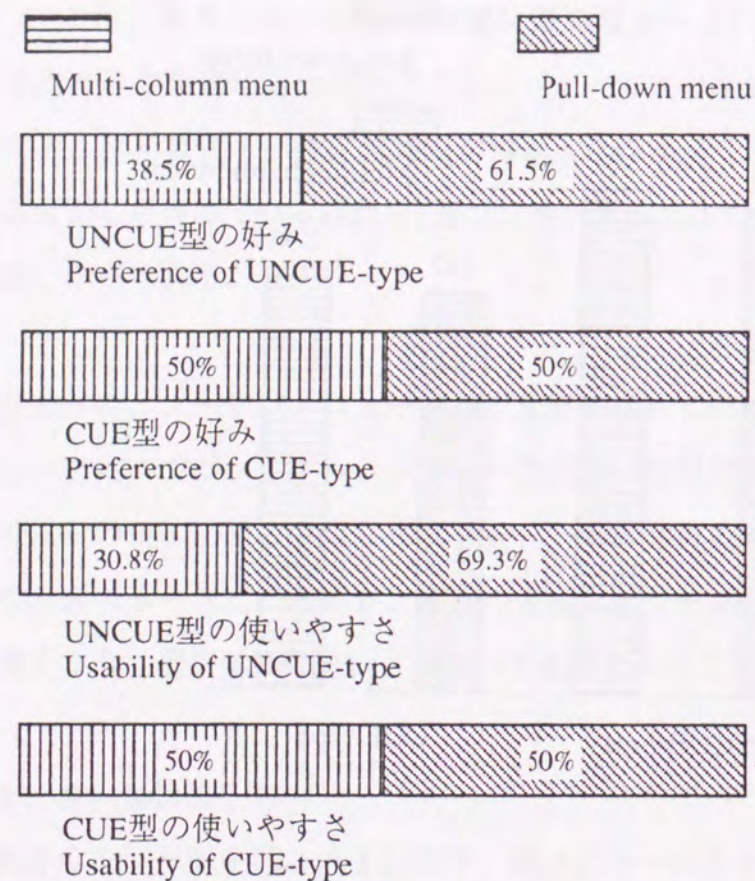 Multi-column menu
Pull-down menu
38.5%
61.5%
UNCUE型の好み
Preference of UNCUE-type
50%
50%
CUE型の好み
Preference of CUE-type
30.8%
69.3%
UNCUE型の使いやすさ
Usability of UNCUE-type
50%
50%
CUE型の使いやすさ
Usability of CUE-type